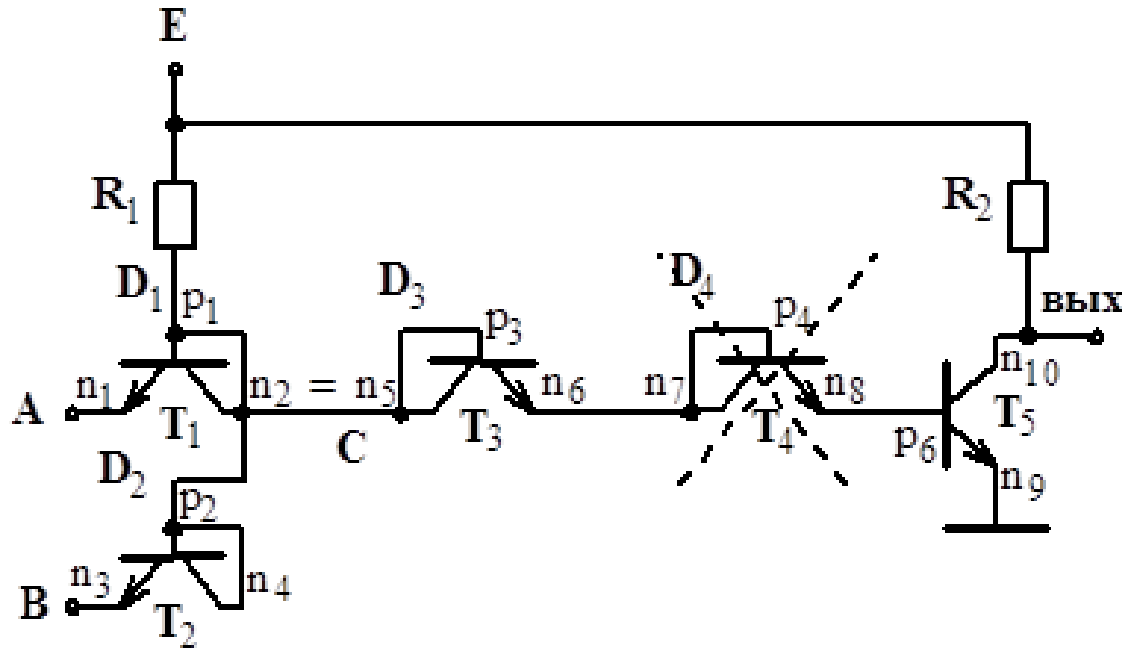 E
R₁
R₂
D₁ p₁
D₃
D₄
вых
p₃
p₄
n₁₀
n₁
n₂ = n₅
n₆
n₇
n₈
A
T₁
C
T₃
T₄
p₆
T₅
D₂
n₉
p₂
n₃
n₄
B
T₂